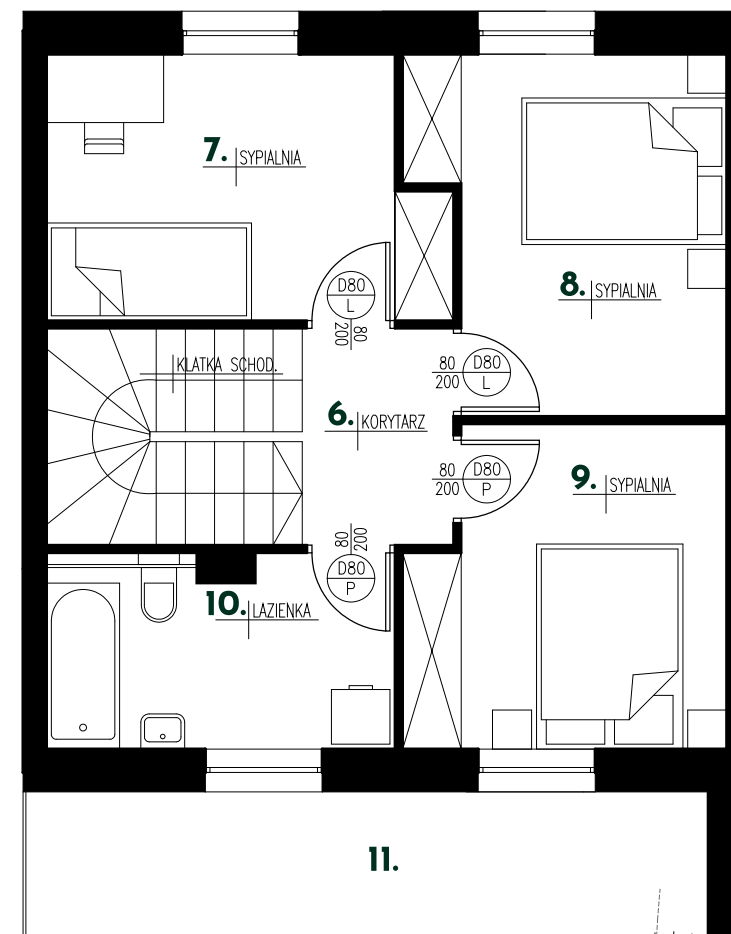 7. SYPIALNIA
8. SYPIALNIA
D80
L
80
200
KLATKA SCHOD.
80
200
D80
L
6. KORYTARZ
80
200
D80
P
9. SYPIALNIA
80
200
D80
P
10. LAZIENKA
11.